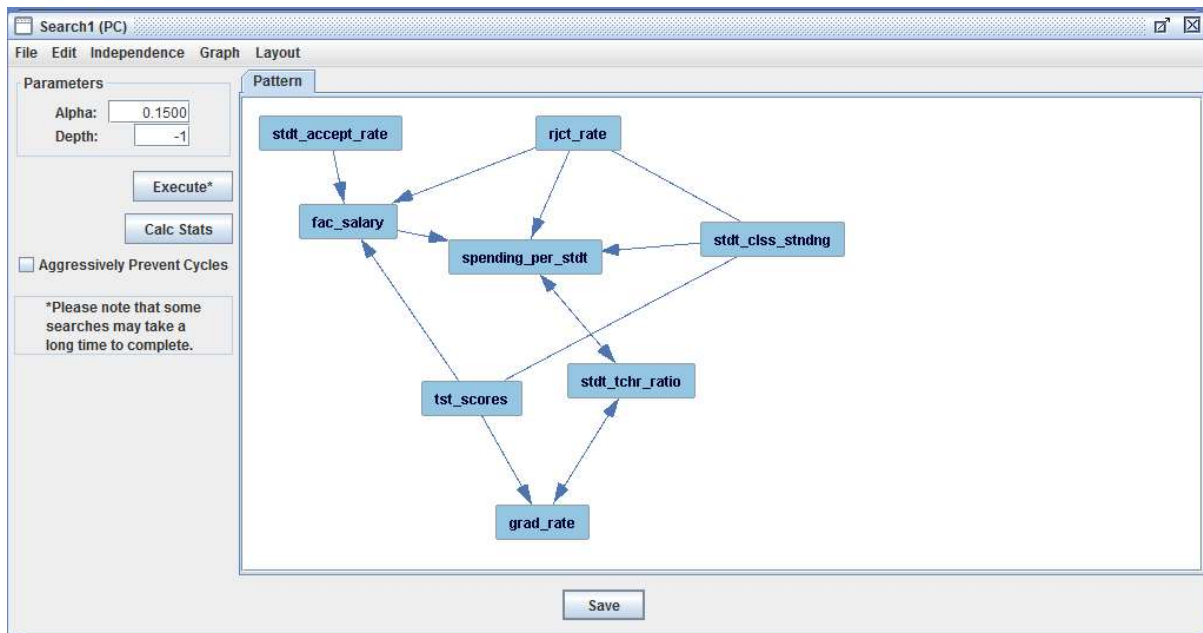 Search1 (PC)
File Edit Independence Graph Layout
Parameters
Alpha: 0.1500
Depth: -1
Execute*
Calc Stats
Aggressively Prevent Cycles
*Please note that some
searches may take a
long time to complete.
Pattern
stdt_accept_rate
rjct_rate
fac_salary
stdt_clss_stndng
spending_per_stdt
stdt_tchr_ratio
tst_scores
grad_rate
Save